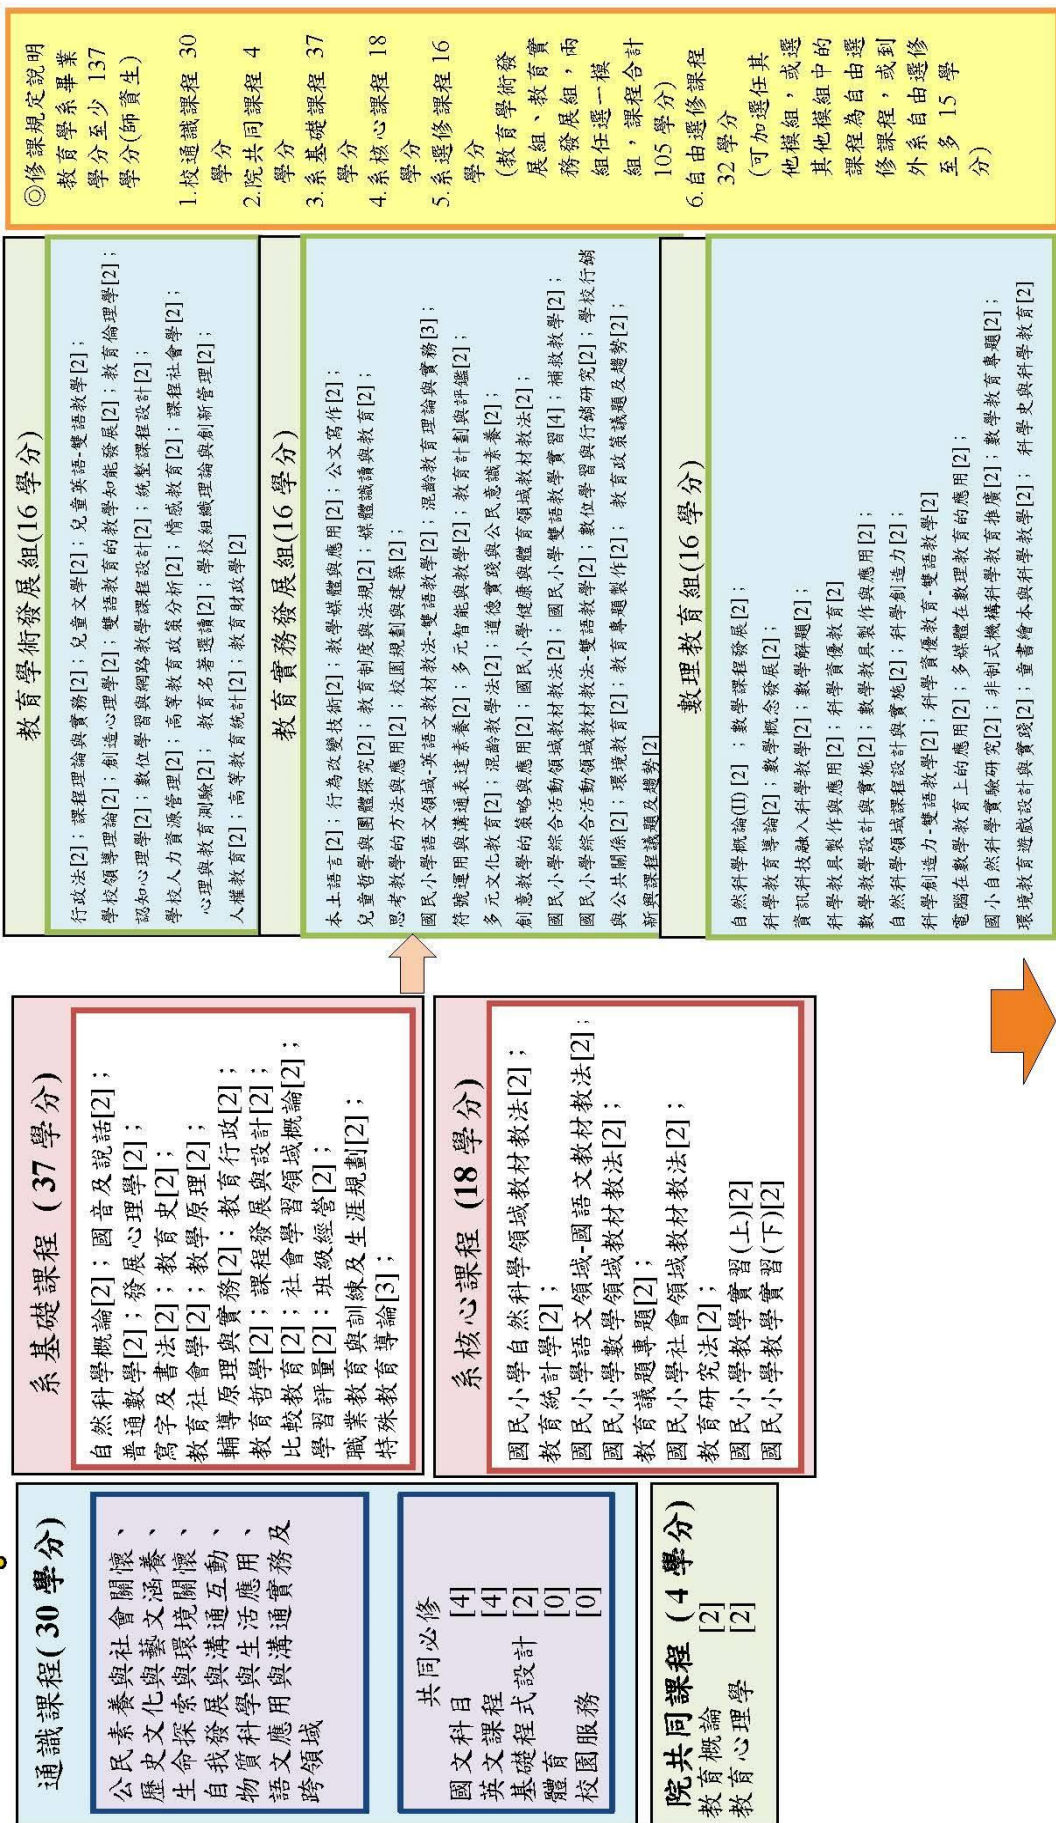 通識課程(30 學分)
公民素養與社會關懷、
歷史文化與藝文涵養、
生命探索與環境關懷、
自我發展與溝通互動、
物質科學與生活應用、
語文應用與溝通實務及
跨領域
共同必修
國文科目 [4]
英文課程 [4]
基礎程式設計 [2]
體育 [0]
校園服務 [0]
院共同課程 (4 學分)
教育概論 [2]
教育心理學 [2]
系基礎課程 (37 學分)
自然科學概論[2]；國音及說話[2]；
普通數學[2]；發展心理學[2]；
寫字及書法[2]；教育史[2]；
教育社會學[2]；教學原理[2]；
輔導原理與實務[2]：教育行政[2]；
教育哲學[2]；課程發展與設計[2]；
比較教育[2]；社會學習領域概論[2]；
學習評量[2]：班級經營[2]；
職業教育與訓練及生涯規劃[2]；
特殊教育導論[3]；
系核心課程 (18 學分)
國民小學自然科學領域教材教法[2]；
教育統計學[2]；
國民小學語文領域-國語文教材教法[2]；
國民小學數學領域教材教法[2]；
教育議題專題[2]；
國民小學社會領域教材教法[2]；
教育研究法[2]；
國民小學教學實習(上)[2]
國民小學教學實習(下)[2]
教育學術發展組(16 學分)
行政法[2]；課程理論與實務[2]；兒童文學[2]；兒童英語-雙語教學[2]；
學校領導理論[2]；創造心理學[2]；雙語教育的教學知能發展[2]；教育倫理學[2]；
認知心理學[2]；數位學習與網路教學課程設計[2]；統整課程設計[2]；
學校人力資源管理[2]；高等教育政策分析[2]；情感教育[2]；課程社會學[2]；
心理與教育測驗[2]； 教育名著選讀[2]；學校組織理論與創新管理[2]；
人權教育[2]；高等教育統計[2]；教育財政學[2]
教育實務發展組(16 學分)
本土語言[2]；行為改變技術[2]；教學媒體與應用[2]；公文寫作[2]；
兒童哲學與團體探究[2]；教育制度與法規[2]；媒體識讀與教育[2]；
思考教學的方法與應用[2]；校園規劃與建築[2]；
國民小學語文領域-英語文教材教法-雙語教學[2]；混齡教育理論與實務[3]；
符號運用與溝通表達素養[2]；多元智能與教學[2]；教育計劃與評鑑[2]；
多元文化教育[2]；混齡教學法[2]；道德實踐與公民意識素養[2]；
創意教學的策略與應用[2]；國民小學健康與體育領域教材教法[2]；
國民小學綜合活動領域教材教法[2]；國民小學雙語教學實習[4]；補救教學[2]；
國民小學綜合活動領域教材教法-雙語教學[2]；數位學習與行銷研究[2]；學校行銷
與公共關係[2]；環境教育[2]；教育專題製作[2]； 教育政策議題及趨勢[2]；
新興課程議題及趨勢[2]
數理教育組(16 學分)
自然科學概論(II) [2] ；數學課程發展[2]；
科學教育導論[2]；數學概念發展[2]；
資訊科技融入科學教學[2]；數學解題[2]；
科學教具製作與應用[2]；科學資優教育[2]
數學教學設計與實施[2]；數學教具製作與應用[2]；
自然科學領域課程設計與實施[2]；科學創造力[2]；
科學創造力-雙語教學[2]；科學資優教育-雙語教學[2]
電腦在數學教育上的應用[2]；多媒體在數理教育的應用[2]；
國小自然科學實驗研究[2]；非制式機構科學教育推廣[2]；數學教育專題[2]；
環境教育遊戲設計與實踐[2]；童書繪本與科學教學[2]； 科學史與科學教育[2]
◎修課規定說明
教育學系畢業
學分至少 137
學分(師資生)
1.校通識課程 30
學分
2.院共同課程 4
學分
3.系基礎課程 37
學分
4.系核心課程 18
學分
5.系選修課程 16
學分
(教育學術發
展組、教育實
務發展組，兩
組任選一模
組，課程合計
105 學分)
6.自由選修課程
32 學分
(可加選任其
他模組，或選
其他模組中的
課程為自由選
修課程，或到
外系自由選修
至多 15 學
分)